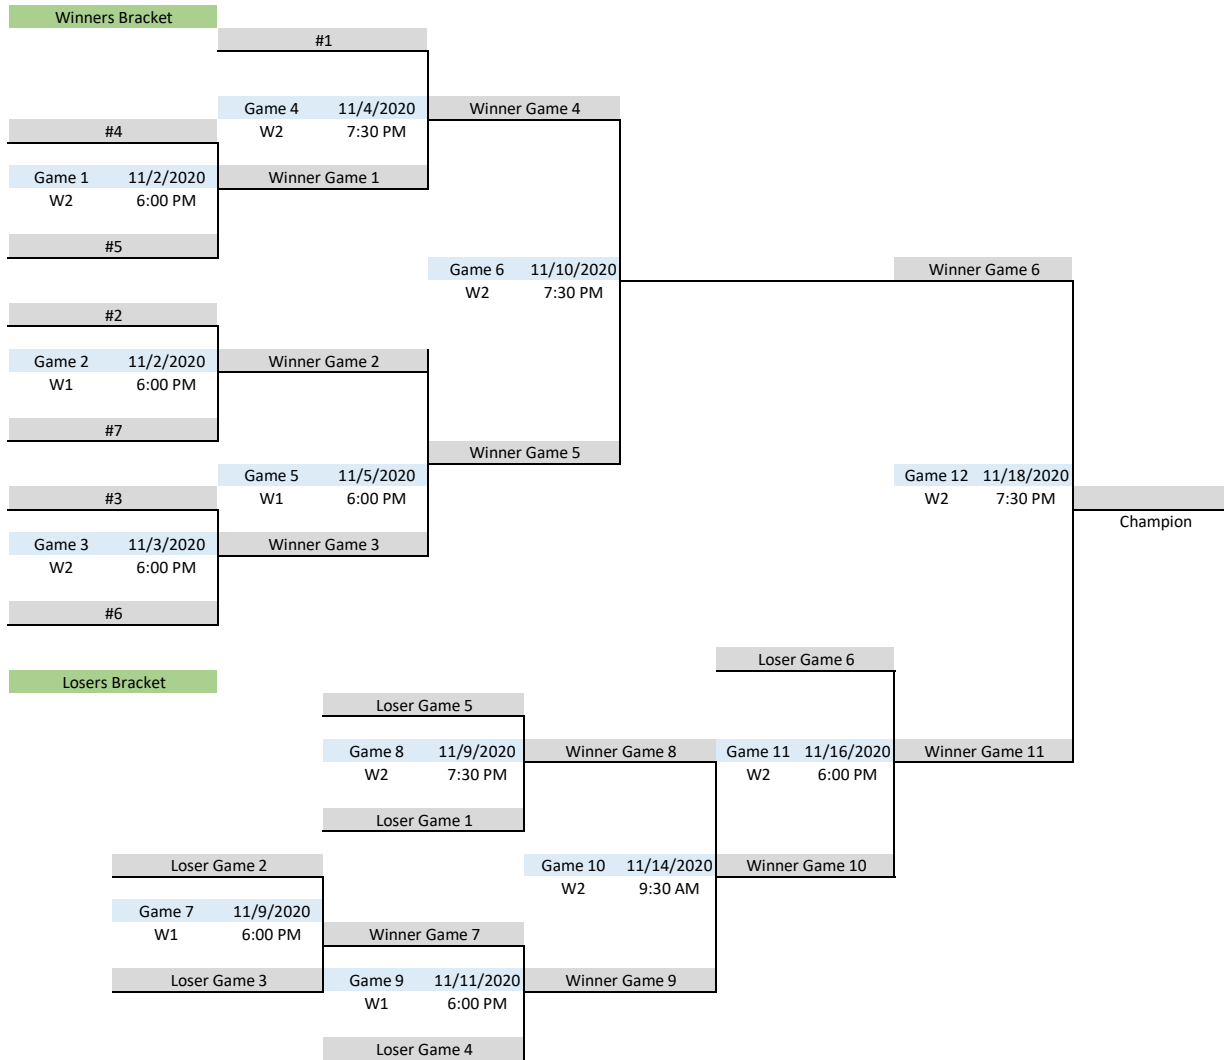 Winners Bracket
#1
Game 4 11/4/2020 Winner Game 4
#4 W2 7:30 PM
Game 1 11/2/2020 Winner Game 1
W2 6:00 PM
#5
Game 6 11/10/2020 Winner Game 6
W2 7:30 PM
#2
Game 2 11/2/2020 Winner Game 2
W1 6:00 PM
#7
Winner Game 5
Game 5 11/5/2020 Game 12 11/18/2020
#3 W1 6:00 PM W2 7:30 PM
Champion
Game 3 11/3/2020 Winner Game 3
W2 6:00 PM
#6
Loser Game 6
Losers Bracket
Loser Game 5
Game 8 11/9/2020 Winner Game 8 Game 11 11/16/2020 Winner Game 11
W2 7:30 PM W2 6:00 PM
Loser Game 1
Loser Game 2 Game 10 11/14/2020 Winner Game 10
W2 9:30 AM
Game 7 11/9/2020
W1 6:00 PM Winner Game 7
Loser Game 3 Game 9 11/11/2020 Winner Game 9
W1 6:00 PM
Loser Game 4